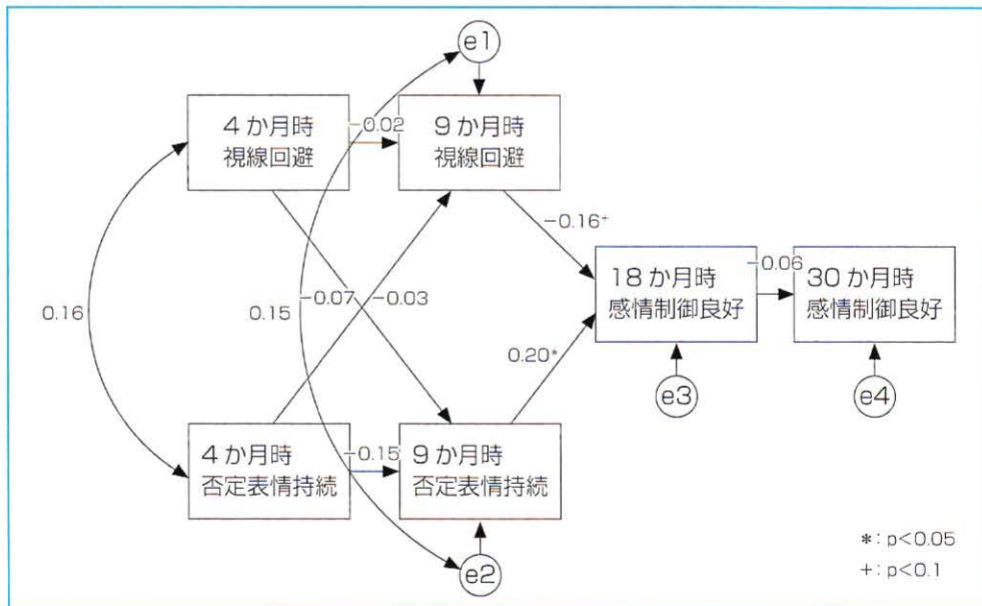 e1
4か月時
視線回避
−0.02
9か月時
視線回避
−0.16+
0.16
0.15
−0.07
−0.03
18か月時
感情制御良好
−0.06
30か月時
感情制御良好
0.20*
e3
e4
4か月時
否定表情持続
−0.15
9か月時
否定表情持続
e2
*: p<0.05
+: p<0.1